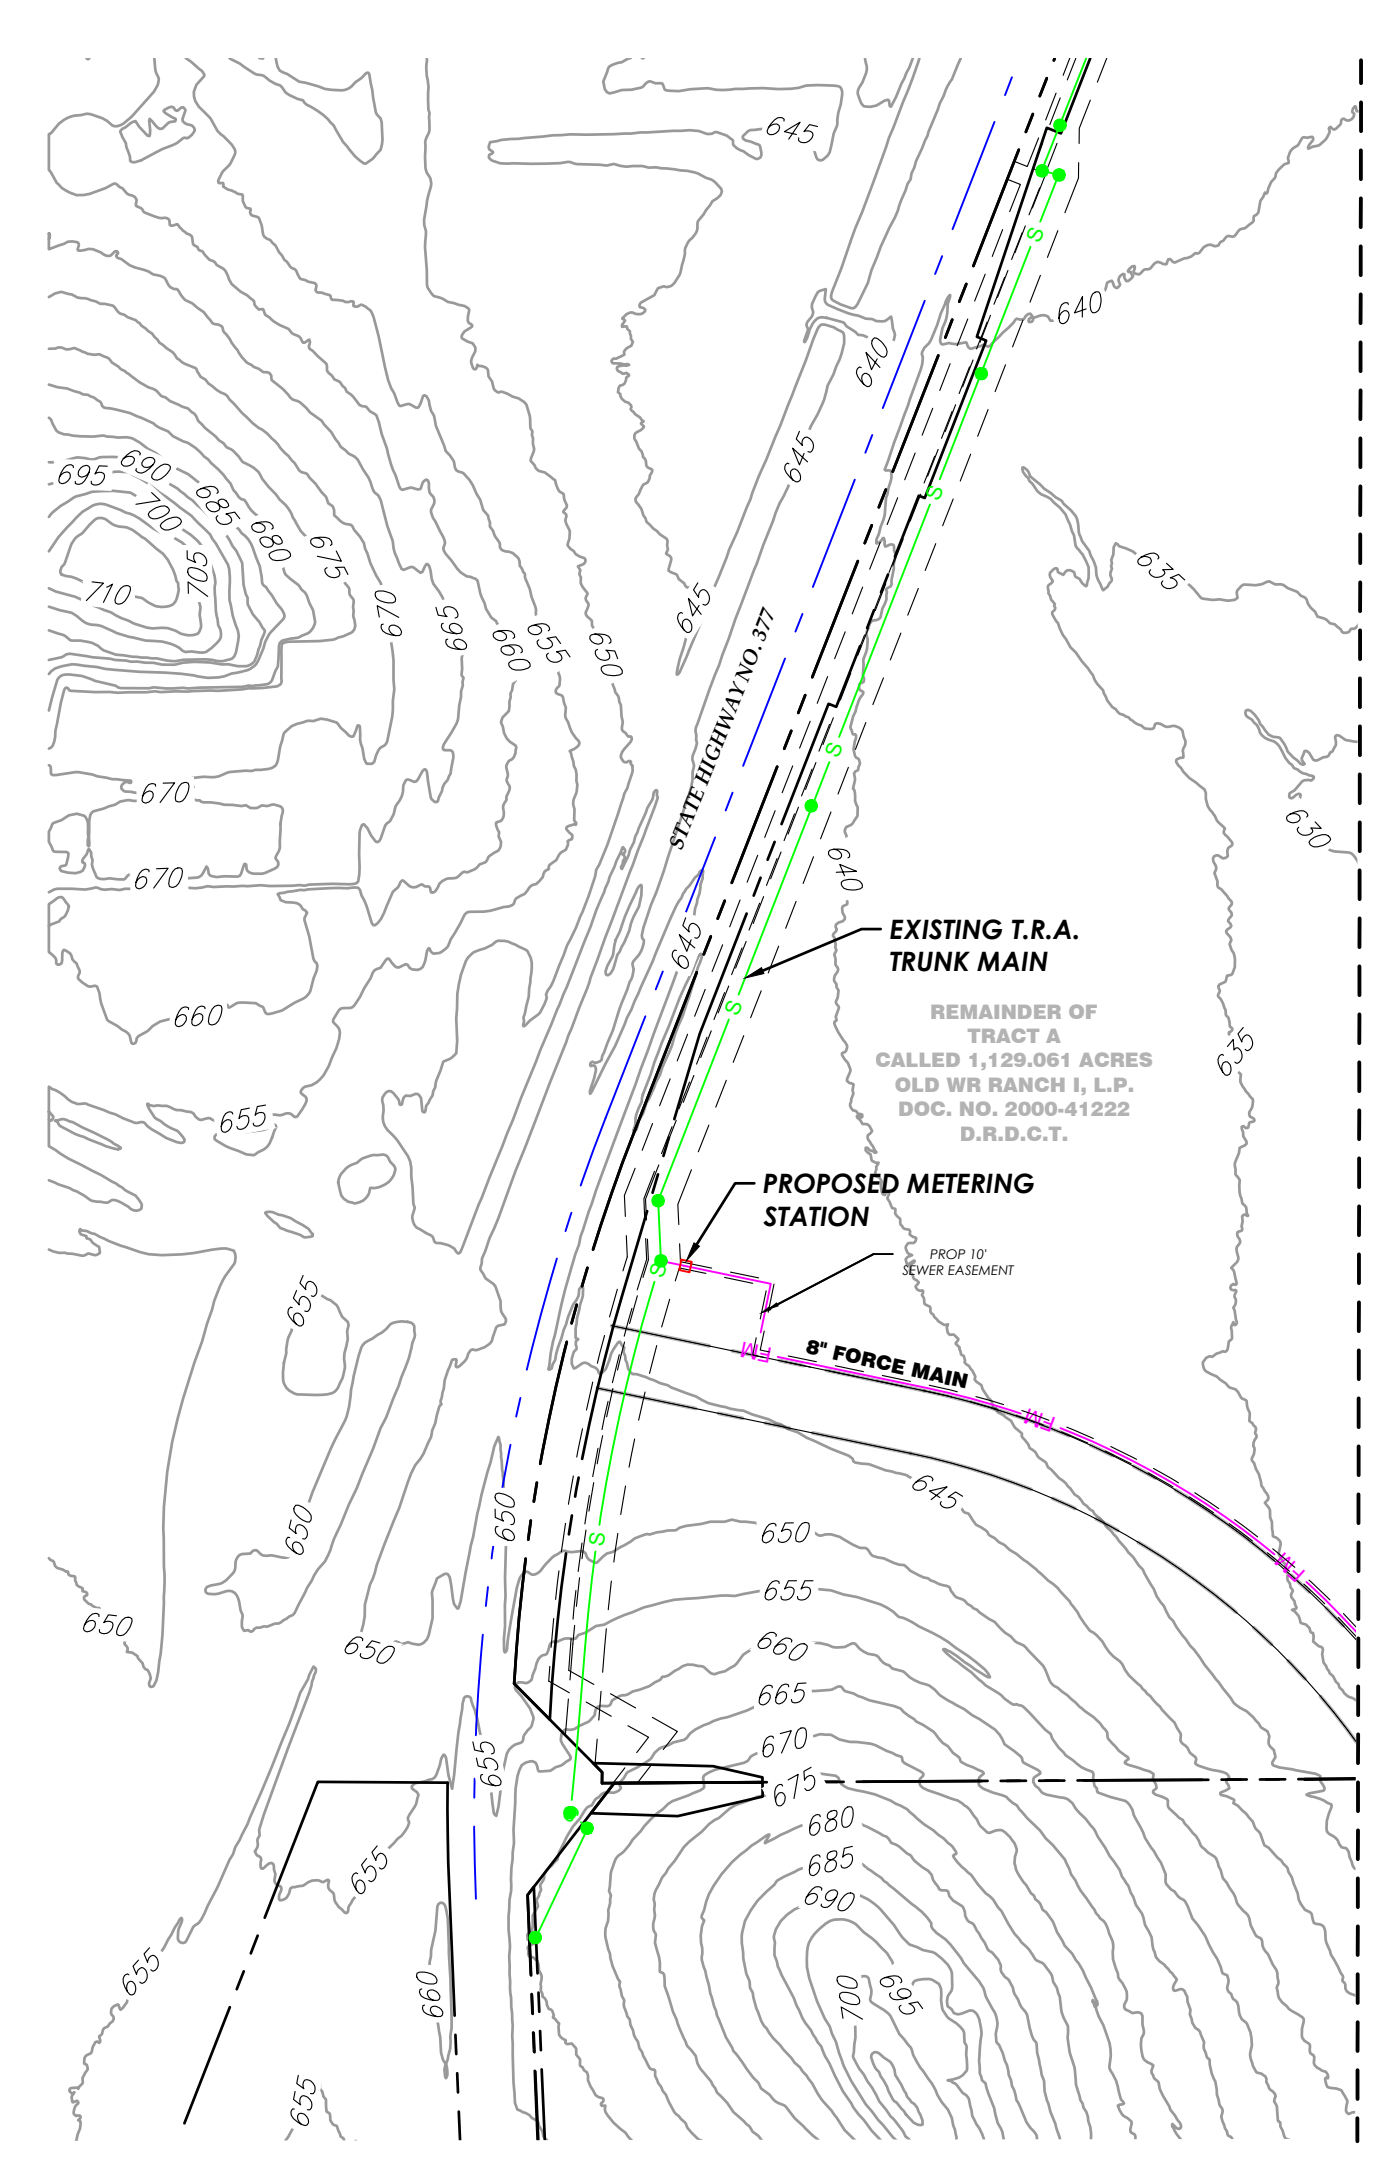 645
640
640
645
695
690
700
685
680
675
705
710
670
665
660
655
650
645
635
STATE HIGHWAY NO. 377
S
S
S
630
670
670
640
645
EXISTING T.R.A.
TRUNK MAIN
S
660
REMAINDER OF
TRACT A
CALLED 1,129.061 ACRES
OLD WR RANCH I, L.P.
DOC. NO. 2000-41222
D.R.D.C.T.
635
655
PROPOSED METERING
STATION
PROP 10'
SEWER EASEMENT
S
655
8" FORCE MAIN
FM
FM
645
650
650
650
S
FM
655
650
650
660
665
670
655
675
680
685
655
690
655
660
700
695
655